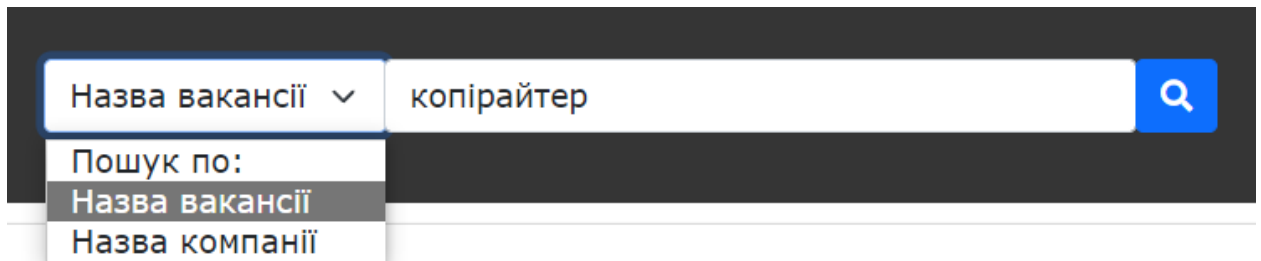 Назва вакансії копірайтер
Пошук по:
Назва вакансії
Назва компанії